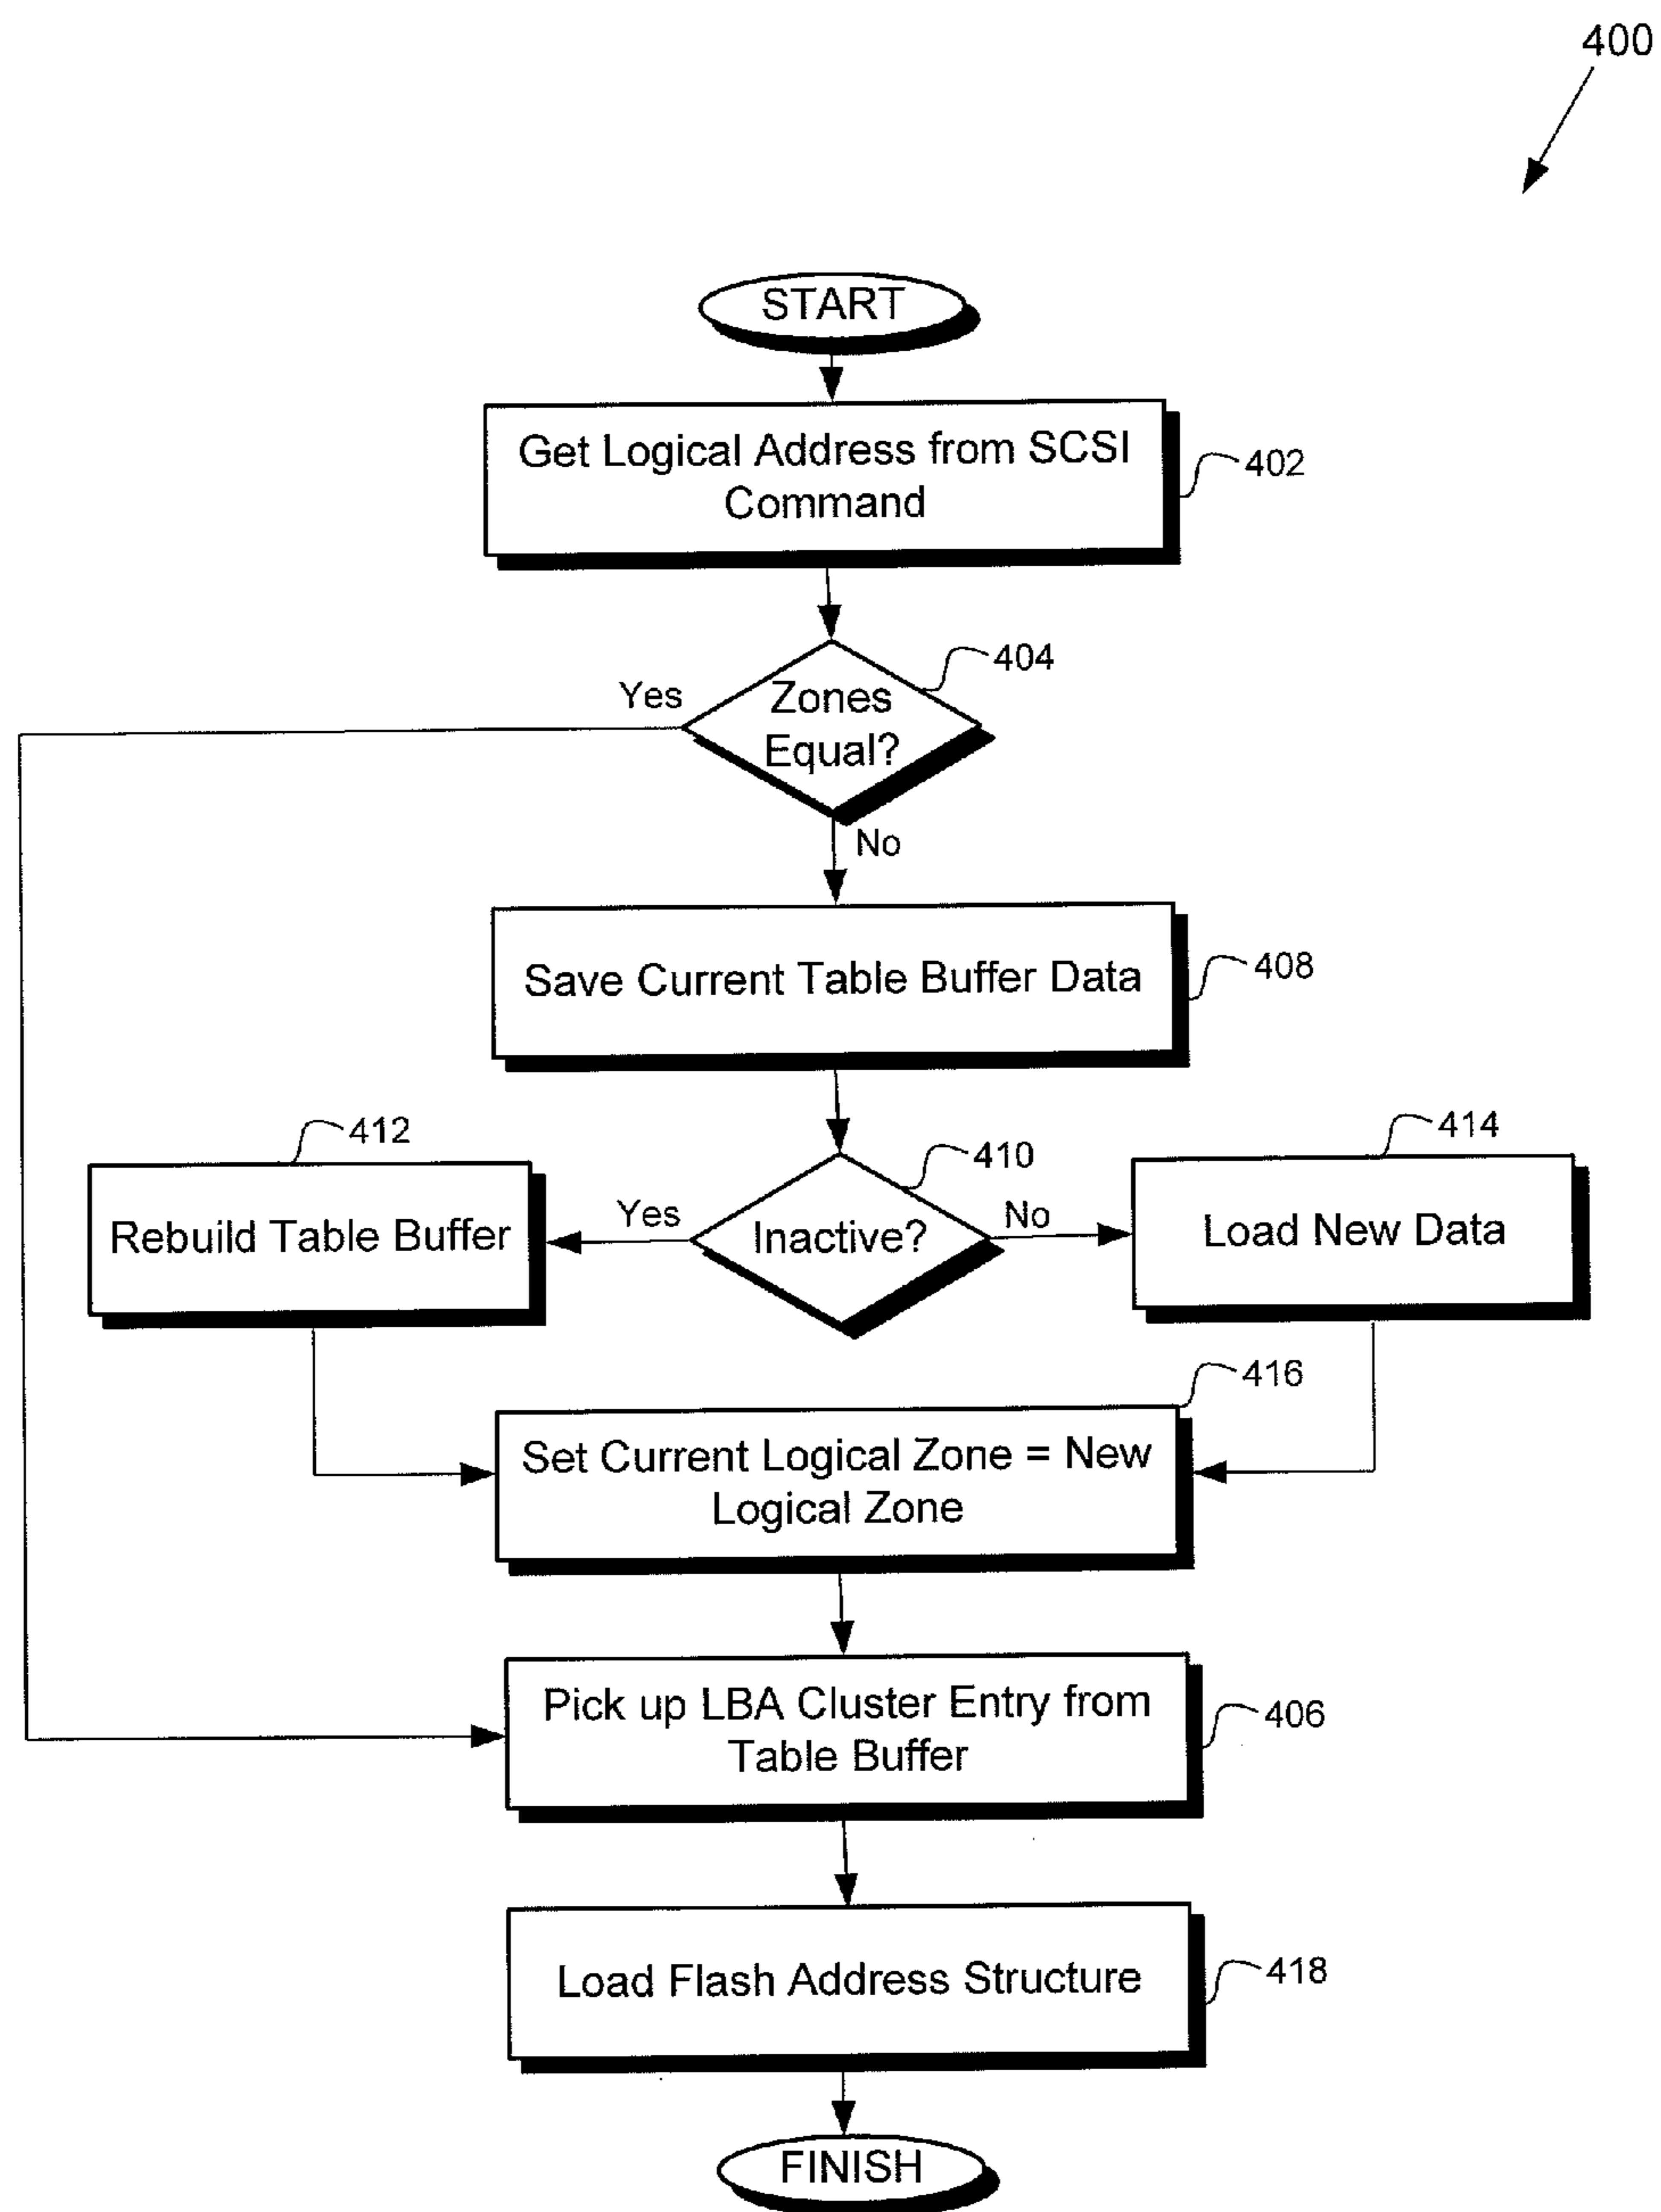 400
START
Get Logical Address from SCSI
Command
402
404
Yes
Zones
Equal?
No
Save Current Table Buffer Data
408
412
410
414
Rebuild Table Buffer
Yes
Inactive?
No
Load New Data
416
Set Current Logical Zone = New
Logical Zone
Pick up LBA Cluster Entry from
Table Buffer
406
Load Flash Address Structure
418
FINISH